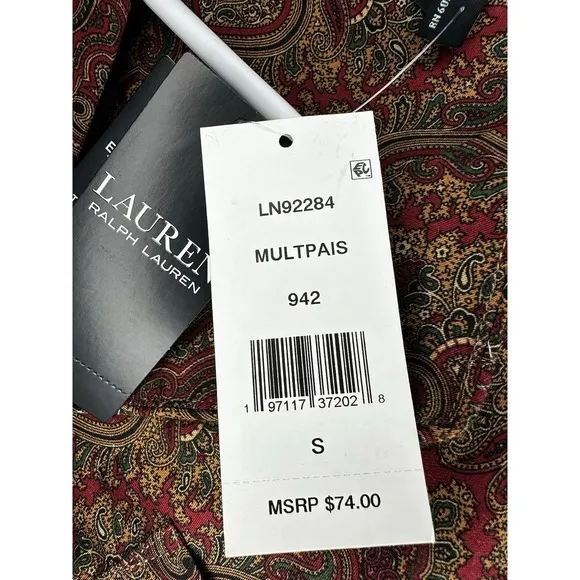 LAUREN
RALPH LAUREN
LN92284
MULTPAIS
942
1 97117 37202 8
S
MSRP $74.00